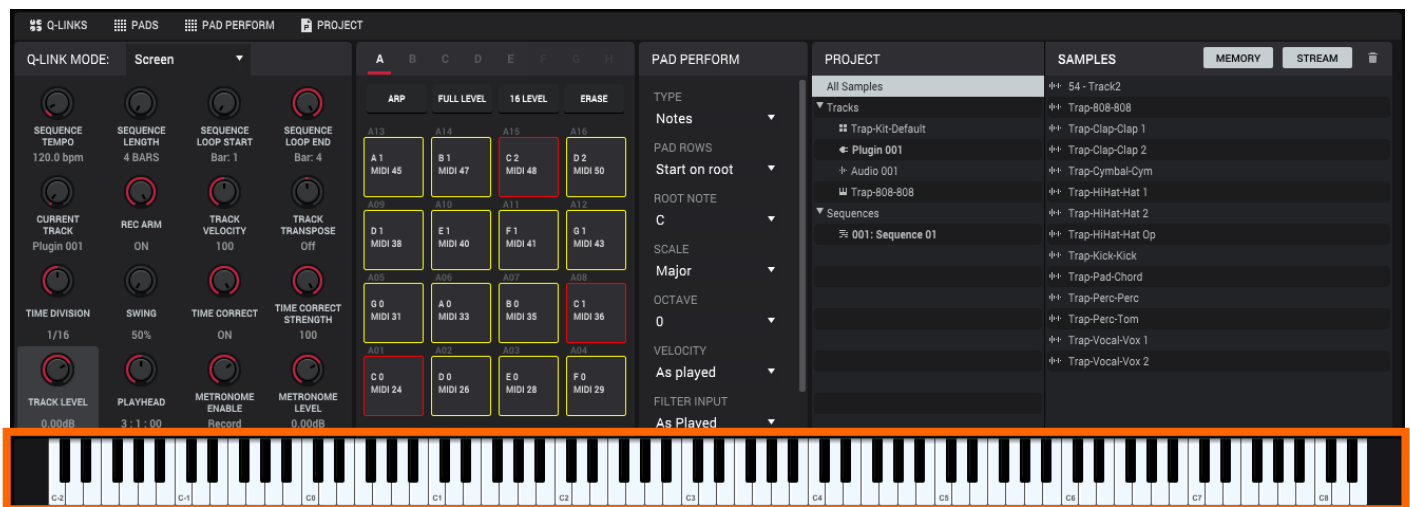 Q-LINKS PADS PAD PERFORM PROJECT
Q-LINK MODE: Screen
SEQUENCE TEMPO
120.0 bpm
SEQUENCE LENGTH
4 BARS
SEQUENCE LOOP START
Bar: 1
SEQUENCE LOOP END
Bar: 4
CURRENT TRACK
Plugin 001
REC ARM
ON
TRACK VELOCITY
100
TRACK TRANSPOSE
Off
TIME DIVISION
1/16
SWING
50%
TIME CORRECT
ON
TIME CORRECT STRENGTH
100
TRACK LEVEL
0.00dB
PLAYHEAD
3:1:00
METRONOME ENABLE
Record
METRONOME LEVEL
0.00dB
A B C D E F G H
ARP FULL LEVEL 16 LEVEL ERASE
A13 A14 A15 A16
A 1 B 1 C 2 D 2
MIDI 45 MIDI 47 MIDI 48 MIDI 50
A09 A10 A11 A12
D 1 E 1 F 1 G 1
MIDI 38 MIDI 40 MIDI 41 MIDI 43
A05 A06 A07 A08
G 0 A 0 B 0 C 1
MIDI 31 MIDI 33 MIDI 35 MIDI 36
A01 A02 A03 A04
C 0 D 0 E 0 F 0
MIDI 24 MIDI 26 MIDI 28 MIDI 29
PAD PERFORM
TYPE
Notes
PAD ROWS
Start on root
ROOT NOTE
C
SCALE
Major
OCTAVE
0
VELOCITY
As played
FILTER INPUT
As Played
PROJECT
All Samples
Tracks
Trap-Kit-Default
Plugin 001
Audio 001
Trap-808-808
Sequences
001: Sequence 01
SAMPLES MEMORY STREAM
54 - Track2
Trap-808-808
Trap-Clap-Clap 1
Trap-Clap-Clap 2
Trap-Cymbal-Cym
Trap-HiHat-Hat 1
Trap-HiHat-Hat 2
Trap-HiHat-Hat Op
Trap-Kick-Kick
Trap-Pad-Chord
Trap-Perc-Perc
Trap-Perc-Tom
Trap-Vocal-Vox 1
Trap-Vocal-Vox 2
C-2 C-1 C0 C1 C2 C3 C4 C5 C6 C7 C8